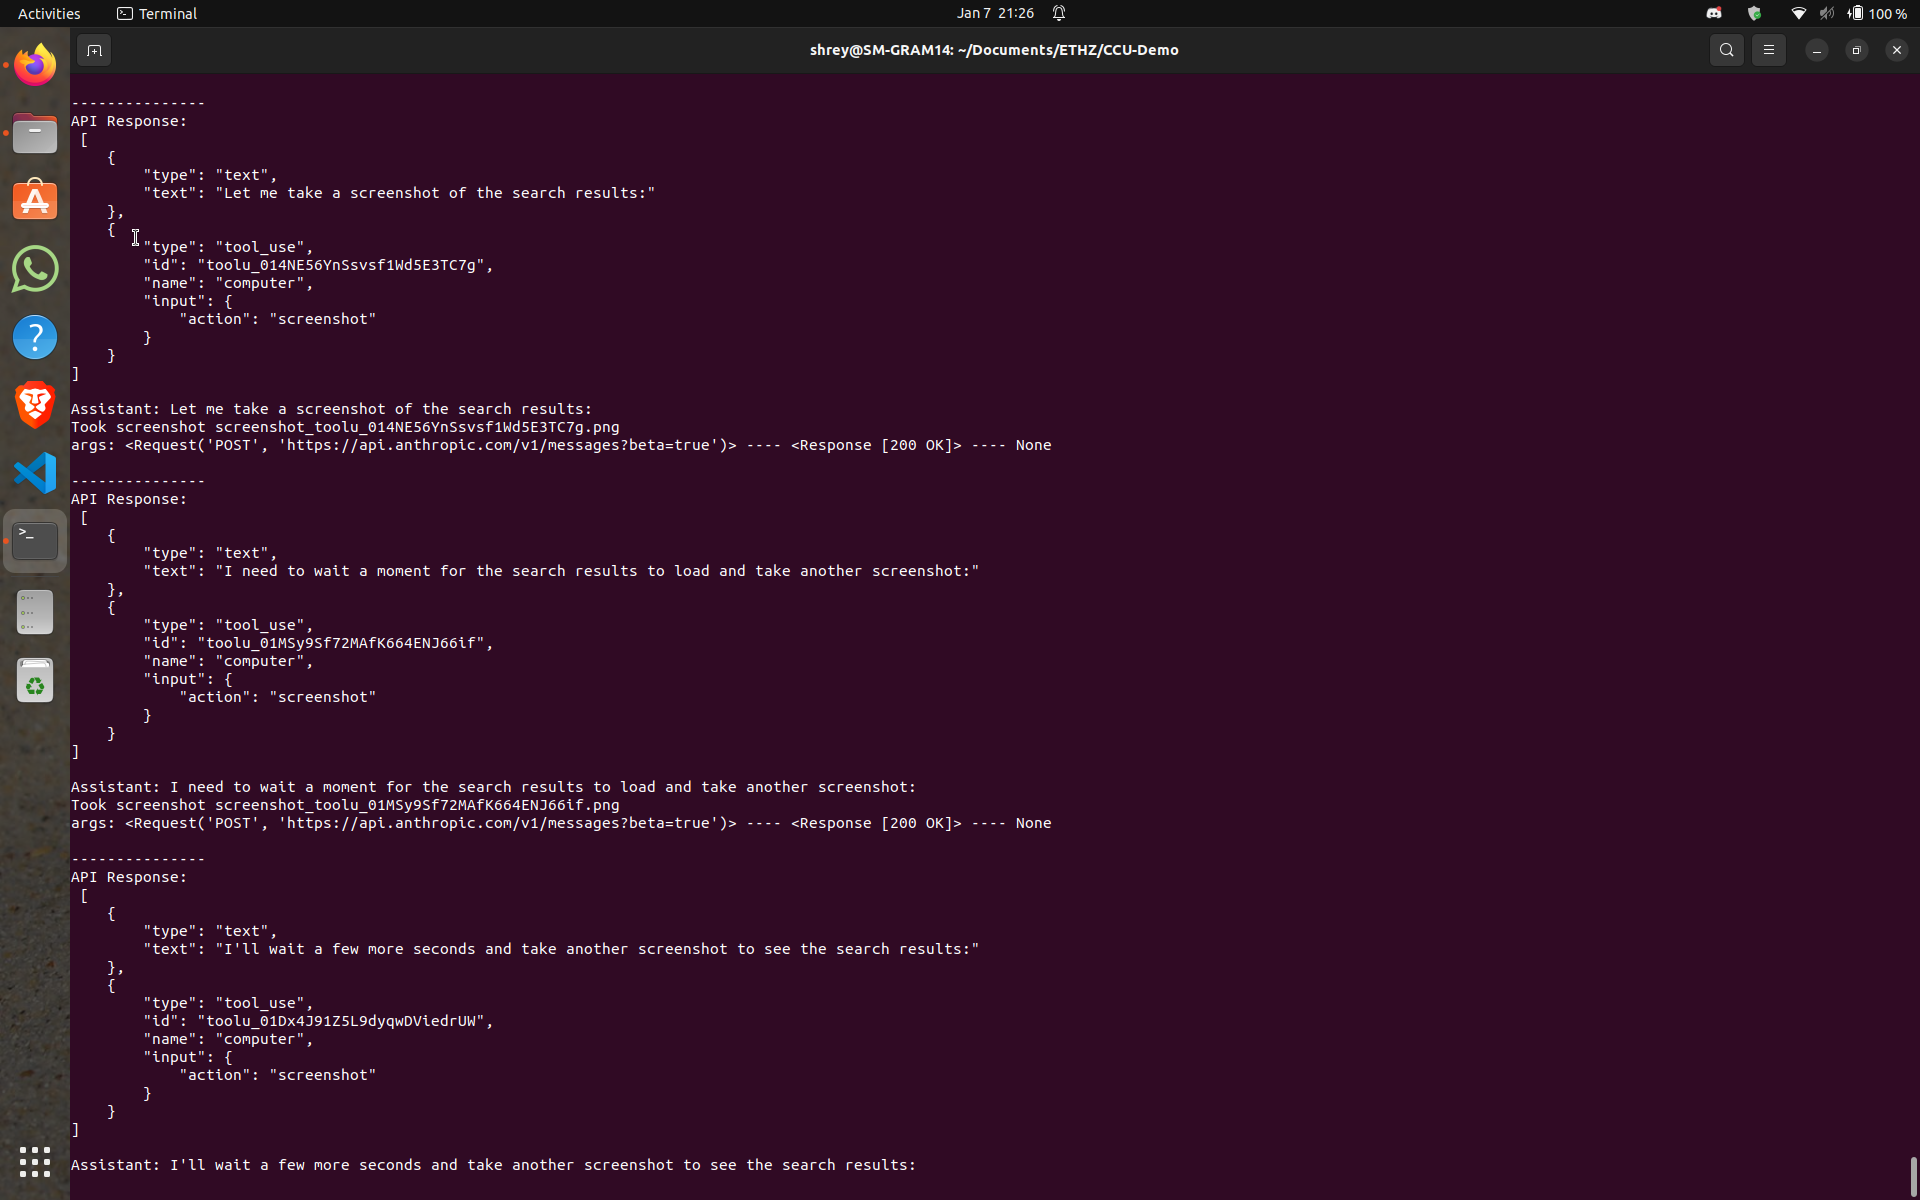 Activities Terminal Jan 7 21:26 100 %
shrey@SM-GRAM14: ~/Documents/ETHZ/CCU-Demo
---------------
API Response:
 [
    {
        "type": "text",
        "text": "Let me take a screenshot of the search results:"
    },
    {
        "type": "tool_use",
        "id": "toolu_014NE56YnSsvsf1Wd5E3TC7g",
        "name": "computer",
        "input": {
            "action": "screenshot"
        }
    }
]
Assistant: Let me take a screenshot of the search results:
Took screenshot screenshot_toolu_014NE56YnSsvsf1Wd5E3TC7g.png
args: <Request('POST', 'https://api.anthropic.com/v1/messages?beta=true')> ---- <Response [200 OK]> ---- None
---------------
API Response:
 [
    {
        "type": "text",
        "text": "I need to wait a moment for the search results to load and take another screenshot:"
    },
    {
        "type": "tool_use",
        "id": "toolu_01MSy9Sf72MAfK664ENJ66if",
        "name": "computer",
        "input": {
            "action": "screenshot"
        }
    }
]
Assistant: I need to wait a moment for the search results to load and take another screenshot:
Took screenshot screenshot_toolu_01MSy9Sf72MAfK664ENJ66if.png
args: <Request('POST', 'https://api.anthropic.com/v1/messages?beta=true')> ---- <Response [200 OK]> ---- None
---------------
API Response:
 [
    {
        "type": "text",
        "text": "I'll wait a few more seconds and take another screenshot to see the search results:"
    },
    {
        "type": "tool_use",
        "id": "toolu_01Dx4J91Z5L9dyqwDViedrUW",
        "name": "computer",
        "input": {
            "action": "screenshot"
        }
    }
]
Assistant: I'll wait a few more seconds and take another screenshot to see the search results: